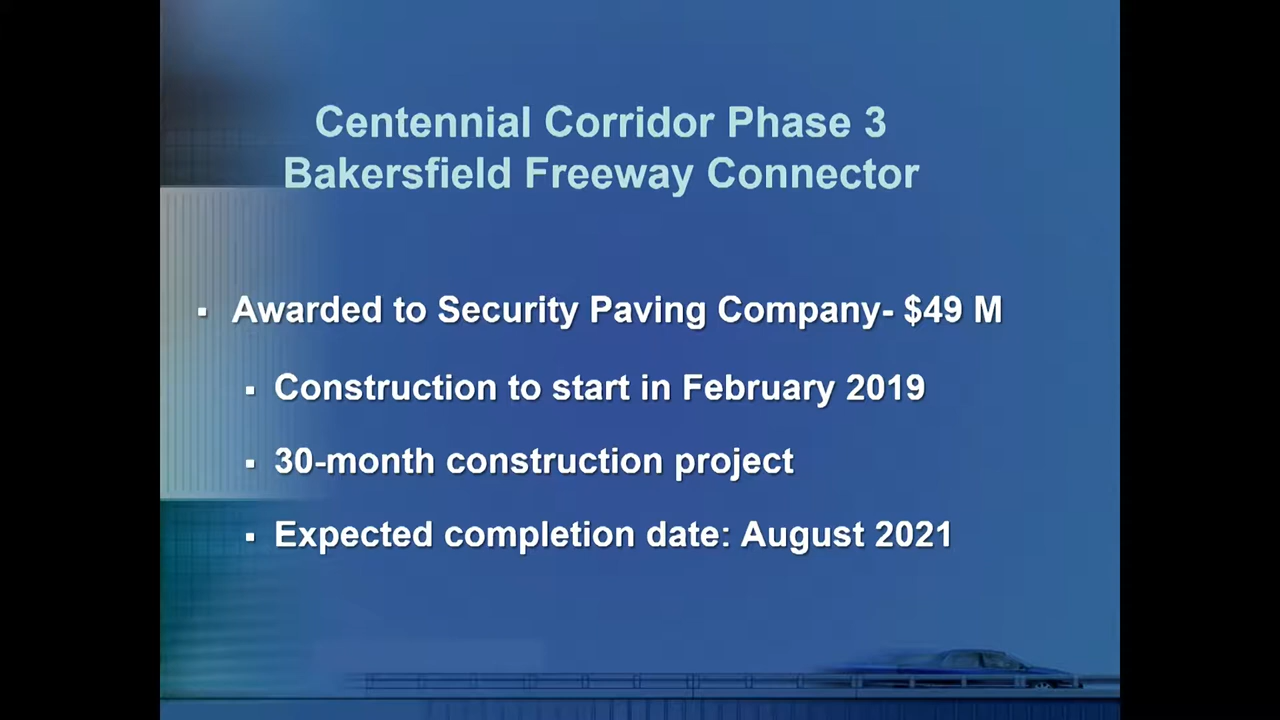 Centennial Corridor Phase 3
Bakersfield Freeway Connector
▪ Awarded to Security Paving Company- $49 M
▪ Construction to start in February 2019
▪ 30-month construction project
▪ Expected completion date: August 2021